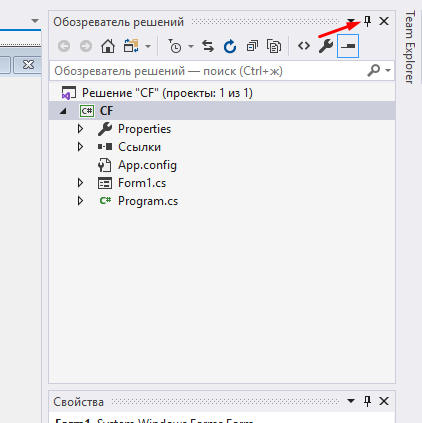 Обозреватель решений
Team Explorer
Обозреватель решений — поиск (Ctrl+ж)
Решение "CF" (проекты: 1 из 1)
C# CF
Properties
Ссылки
App.config
Form1.cs
C# Program.cs
Свойства
Form1 System.Windows.Forms.Form